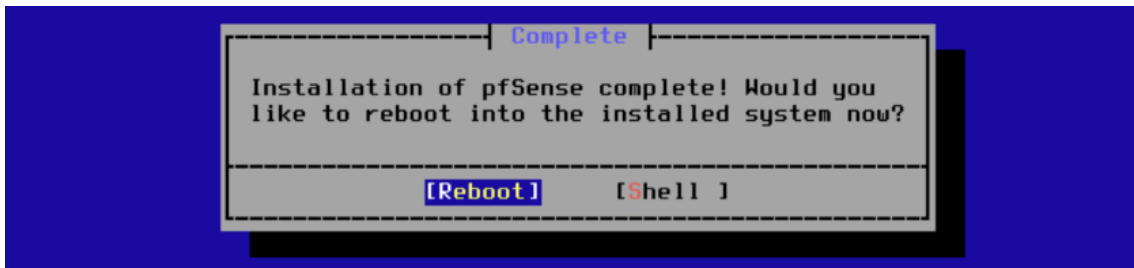 Complete
Installation of pfSense complete! Would you
like to reboot into the installed system now?
[Reboot] [Shell ]